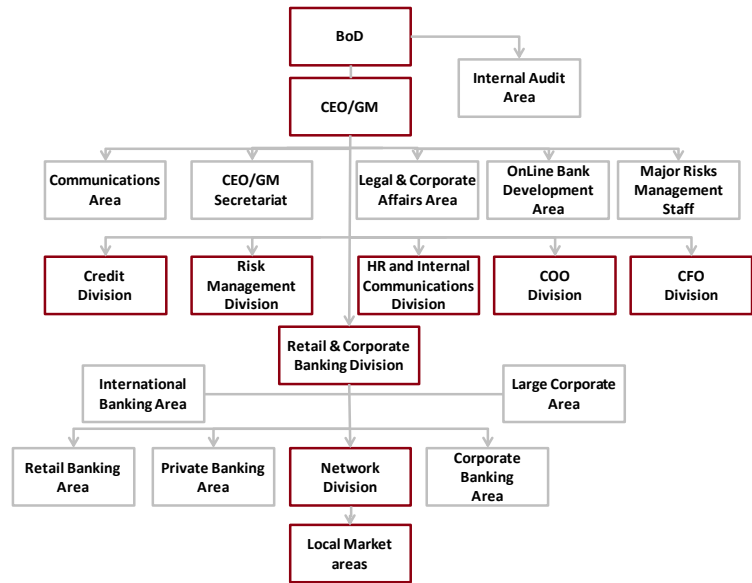 BoD
Internal Audit
Area
CEO/GM
Communications
Area
CEO/GM
Secretariat
Legal & Corporate
Affairs Area
OnLine Bank
Development
Area
Major Risks
Management
Staff
Credit
Division
Risk
Management
Division
HR and Internal
Communications
Division
COO
Division
CFO
Division
Retail & Corporate
Banking Division
International
Banking Area
Large Corporate
Area
Retail Banking
Area
Private Banking
Area
Network
Division
Corporate
Banking
Area
Local Market
areas